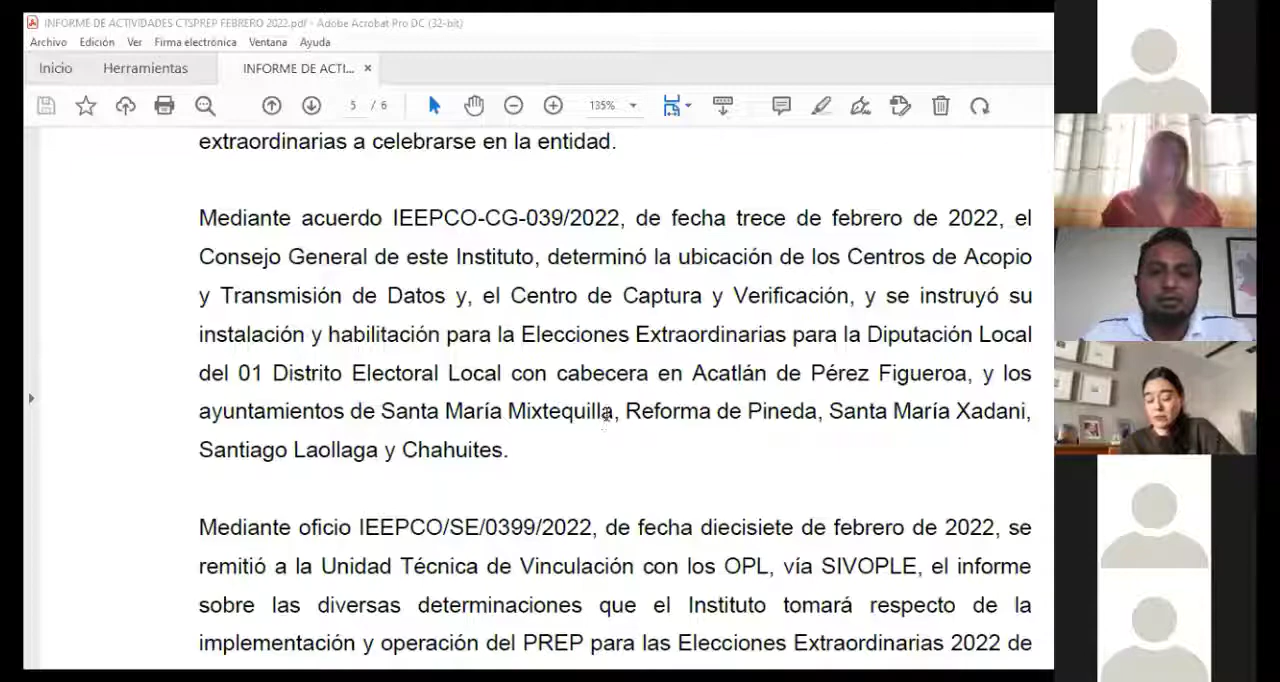 INFORME DE ACTIVIDADES CTSPREP FEBRERO 2022.pdf - Adobe Acrobat Pro DC (32-bit)
Archivo Edición Ver Firma electrónica Ventana Ayuda
Inicio Herramientas INFORME DE ACTI... ×
5 / 6 135%
extraordinarias a celebrarse en la entidad.
Mediante acuerdo IEEPCO-CG-039/2022, de fecha trece de febrero de 2022, el
Consejo General de este Instituto, determinó la ubicación de los Centros de Acopio
y Transmisión de Datos y, el Centro de Captura y Verificación, y se instruyó su
instalación y habilitación para la Elecciones Extraordinarias para la Diputación Local
del 01 Distrito Electoral Local con cabecera en Acatlán de Pérez Figueroa, y los
ayuntamientos de Santa María Mixtequilla, Reforma de Pineda, Santa María Xadani,
Santiago Laollaga y Chahuites.
Mediante oficio IEEPCO/SE/0399/2022, de fecha diecisiete de febrero de 2022, se
remitió a la Unidad Técnica de Vinculación con los OPL, vía SIVOPLE, el informe
sobre las diversas determinaciones que el Instituto tomará respecto de la
implementación y operación del PREP para las Elecciones Extraordinarias 2022 de